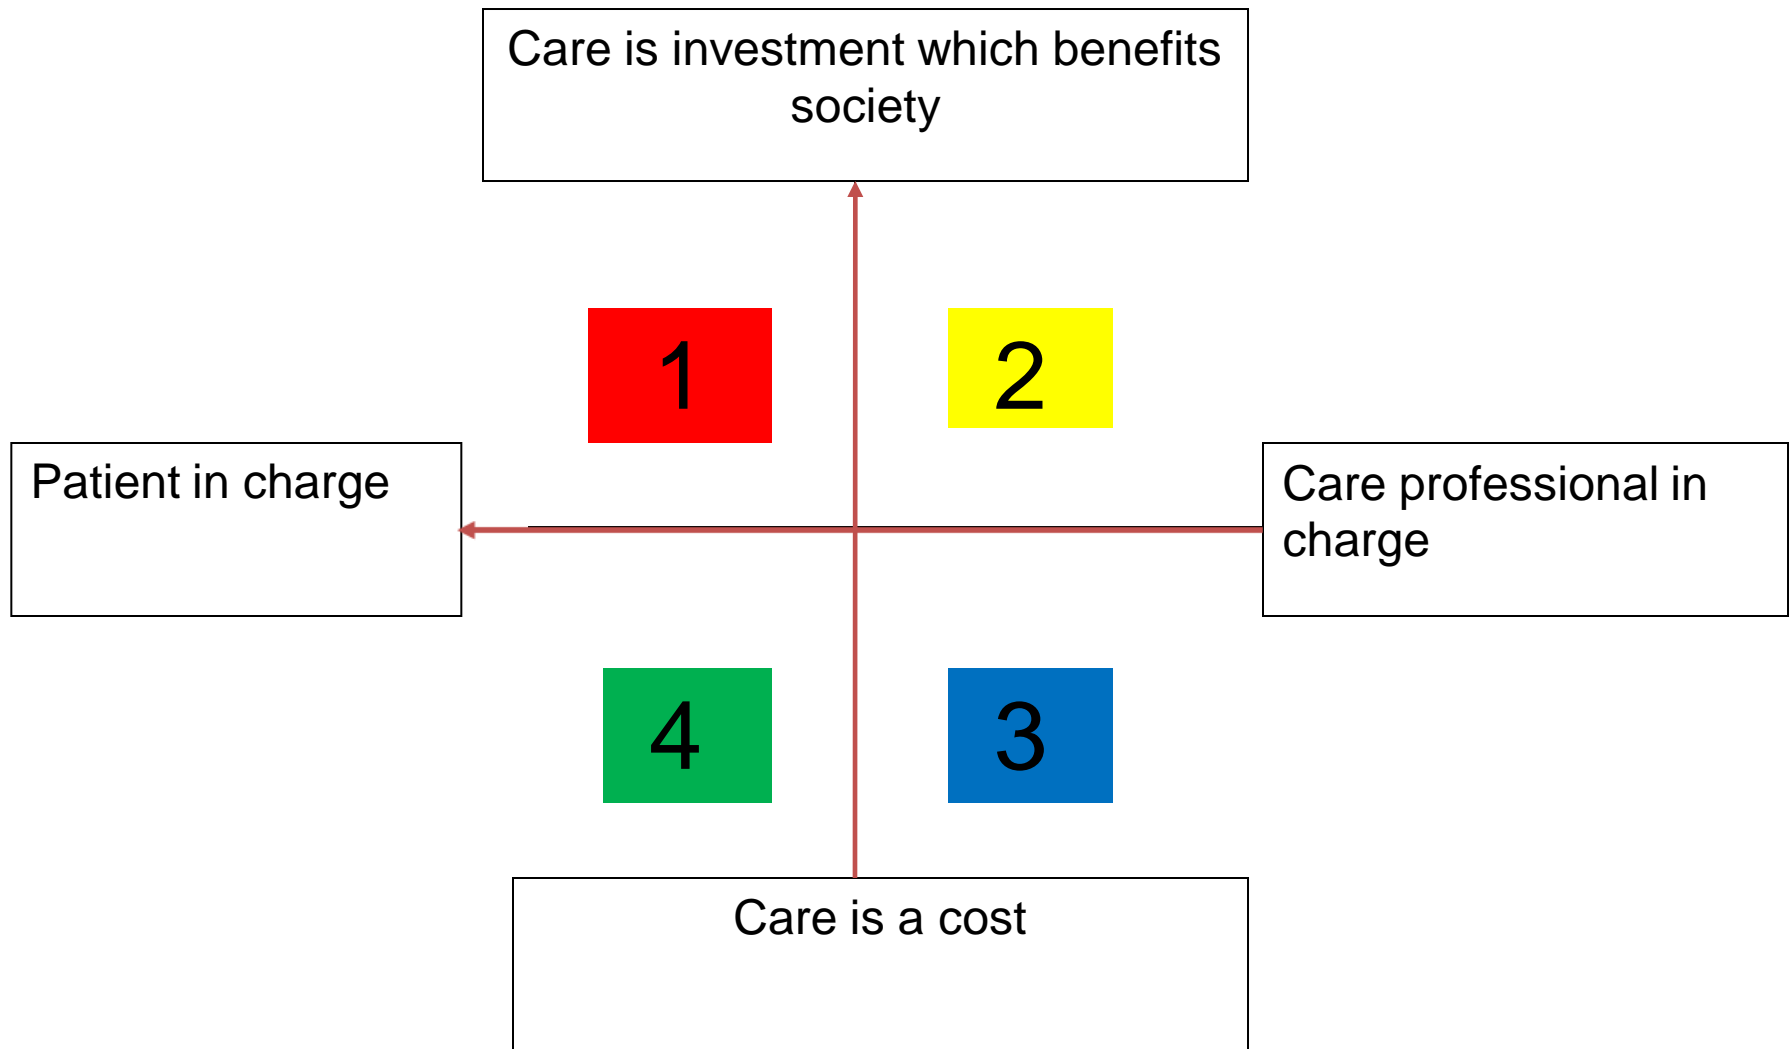 Care is investment which benefits
society
1
2
Patient in charge
Care professional in
charge
4
3
Care is a cost